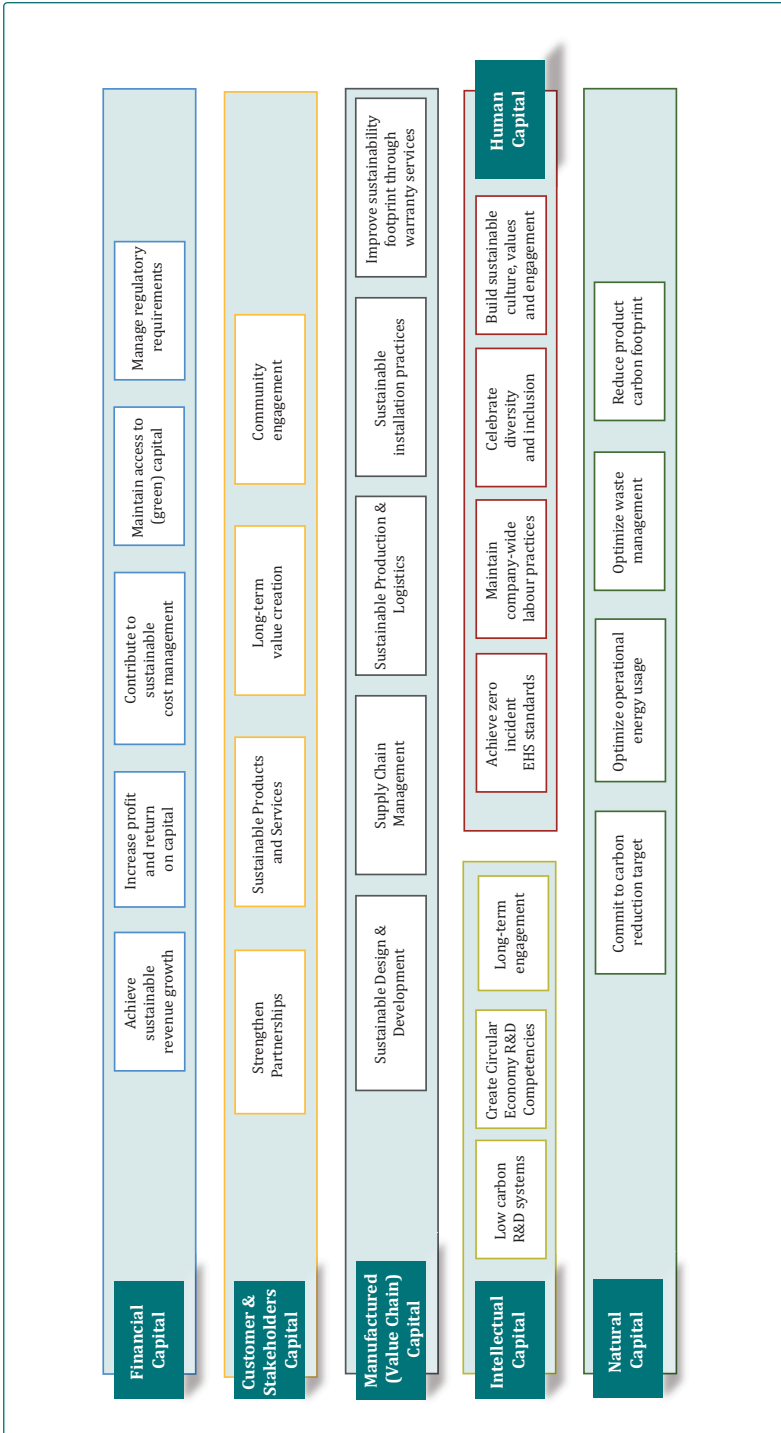 Financial
Capital
Achieve
sustainable
revenue growth
Increase profit
and return
on capital
Contribute to
sustainable
cost management
Maintain access to
(green) capital
Manage regulatory
requirements
Customer &
Stakeholders
Capital
Strengthen
Partnerships
Sustainable Products
and Services
Long-term
value creation
Community
engagement
Manufactured
(Value Chain)
Capital
Sustainable Design &
Development
Supply Chain
Management
Sustainable Production &
Logistics
Sustainable
installation practices
Improve sustainability
footprint through
warranty services
Intellectual
Capital
Low carbon
R&D systems
Create Circular
Economy R&D
Competencies
Long-term
engagement
Achieve zero
incident
EHS standards
Maintain
company-wide
labour practices
Celebrate
diversity
and inclusion
Build sustainable
culture, values
and engagement
Human
Capital
Natural
Capital
Commit to carbon
reduction target
Optimize operational
energy usage
Optimize waste
management
Reduce product
carbon footprint